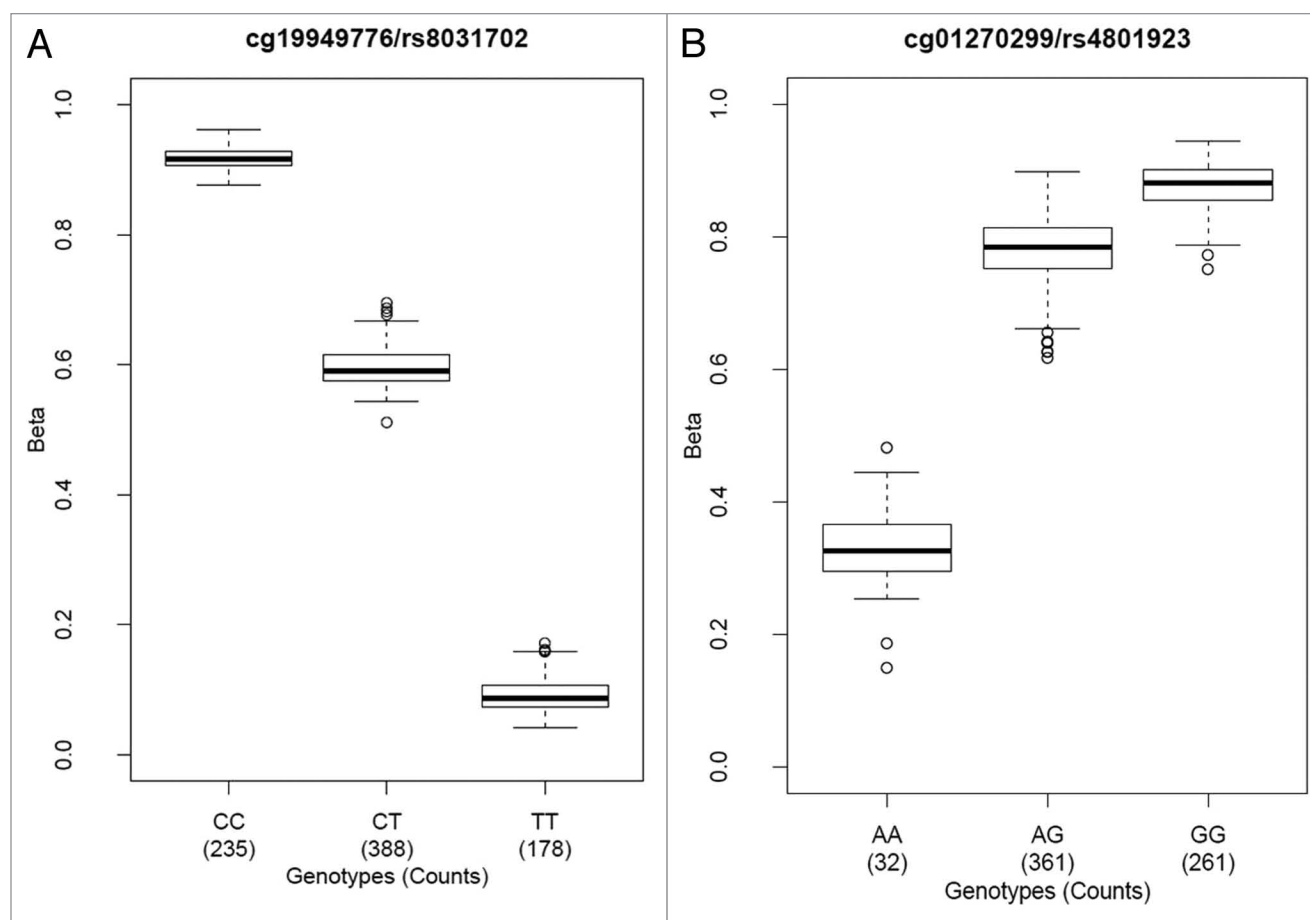 A
cg19949776/rs8031702
1.0
0.8
0.6
0.4
0.2
0.0
Beta
CC CT TT
(235) (388) (178)
Genotypes (Counts)
B
cg01270299/rs4801923
1.0
0.8
0.6
0.4
0.2
0.0
Beta
AA AG GG
(32) (361) (261)
Genotypes (Counts)